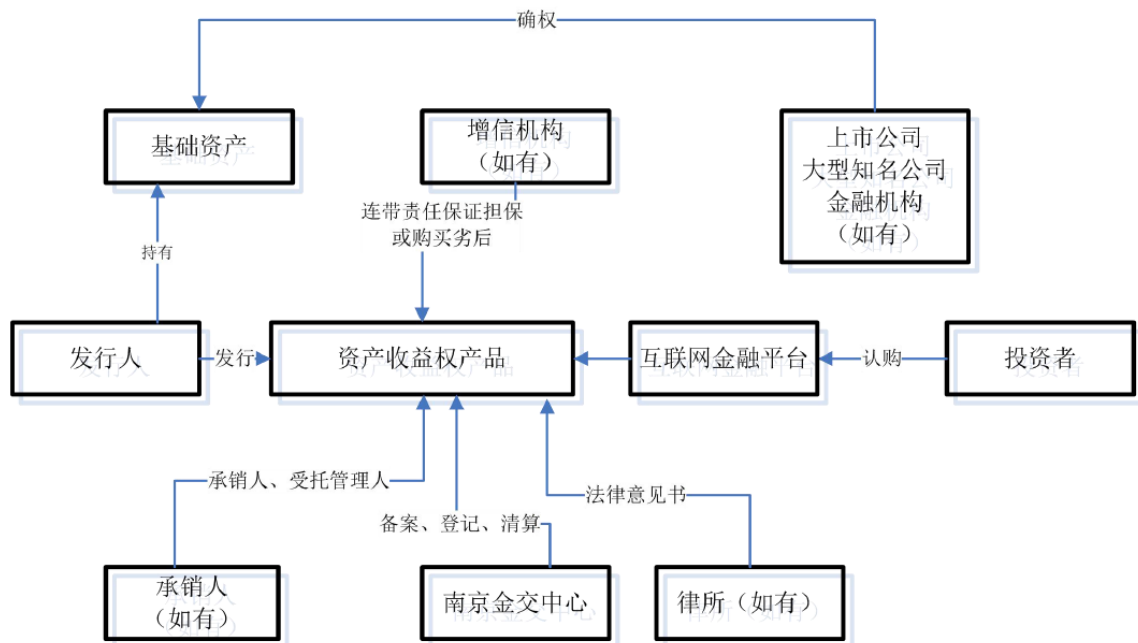 确权
基础资产
增信机构
（如有）
上市公司
大型知名公司
金融机构
（如有）
连带责任保证担保
或购买劣后
持有
发行人
发行
资产收益权产品
互联网金融平台
认购
投资者
承销人、受托管理人
法律意见书
备案、登记、清算
承销人
（如有）
南京金交中心
律所（如有）